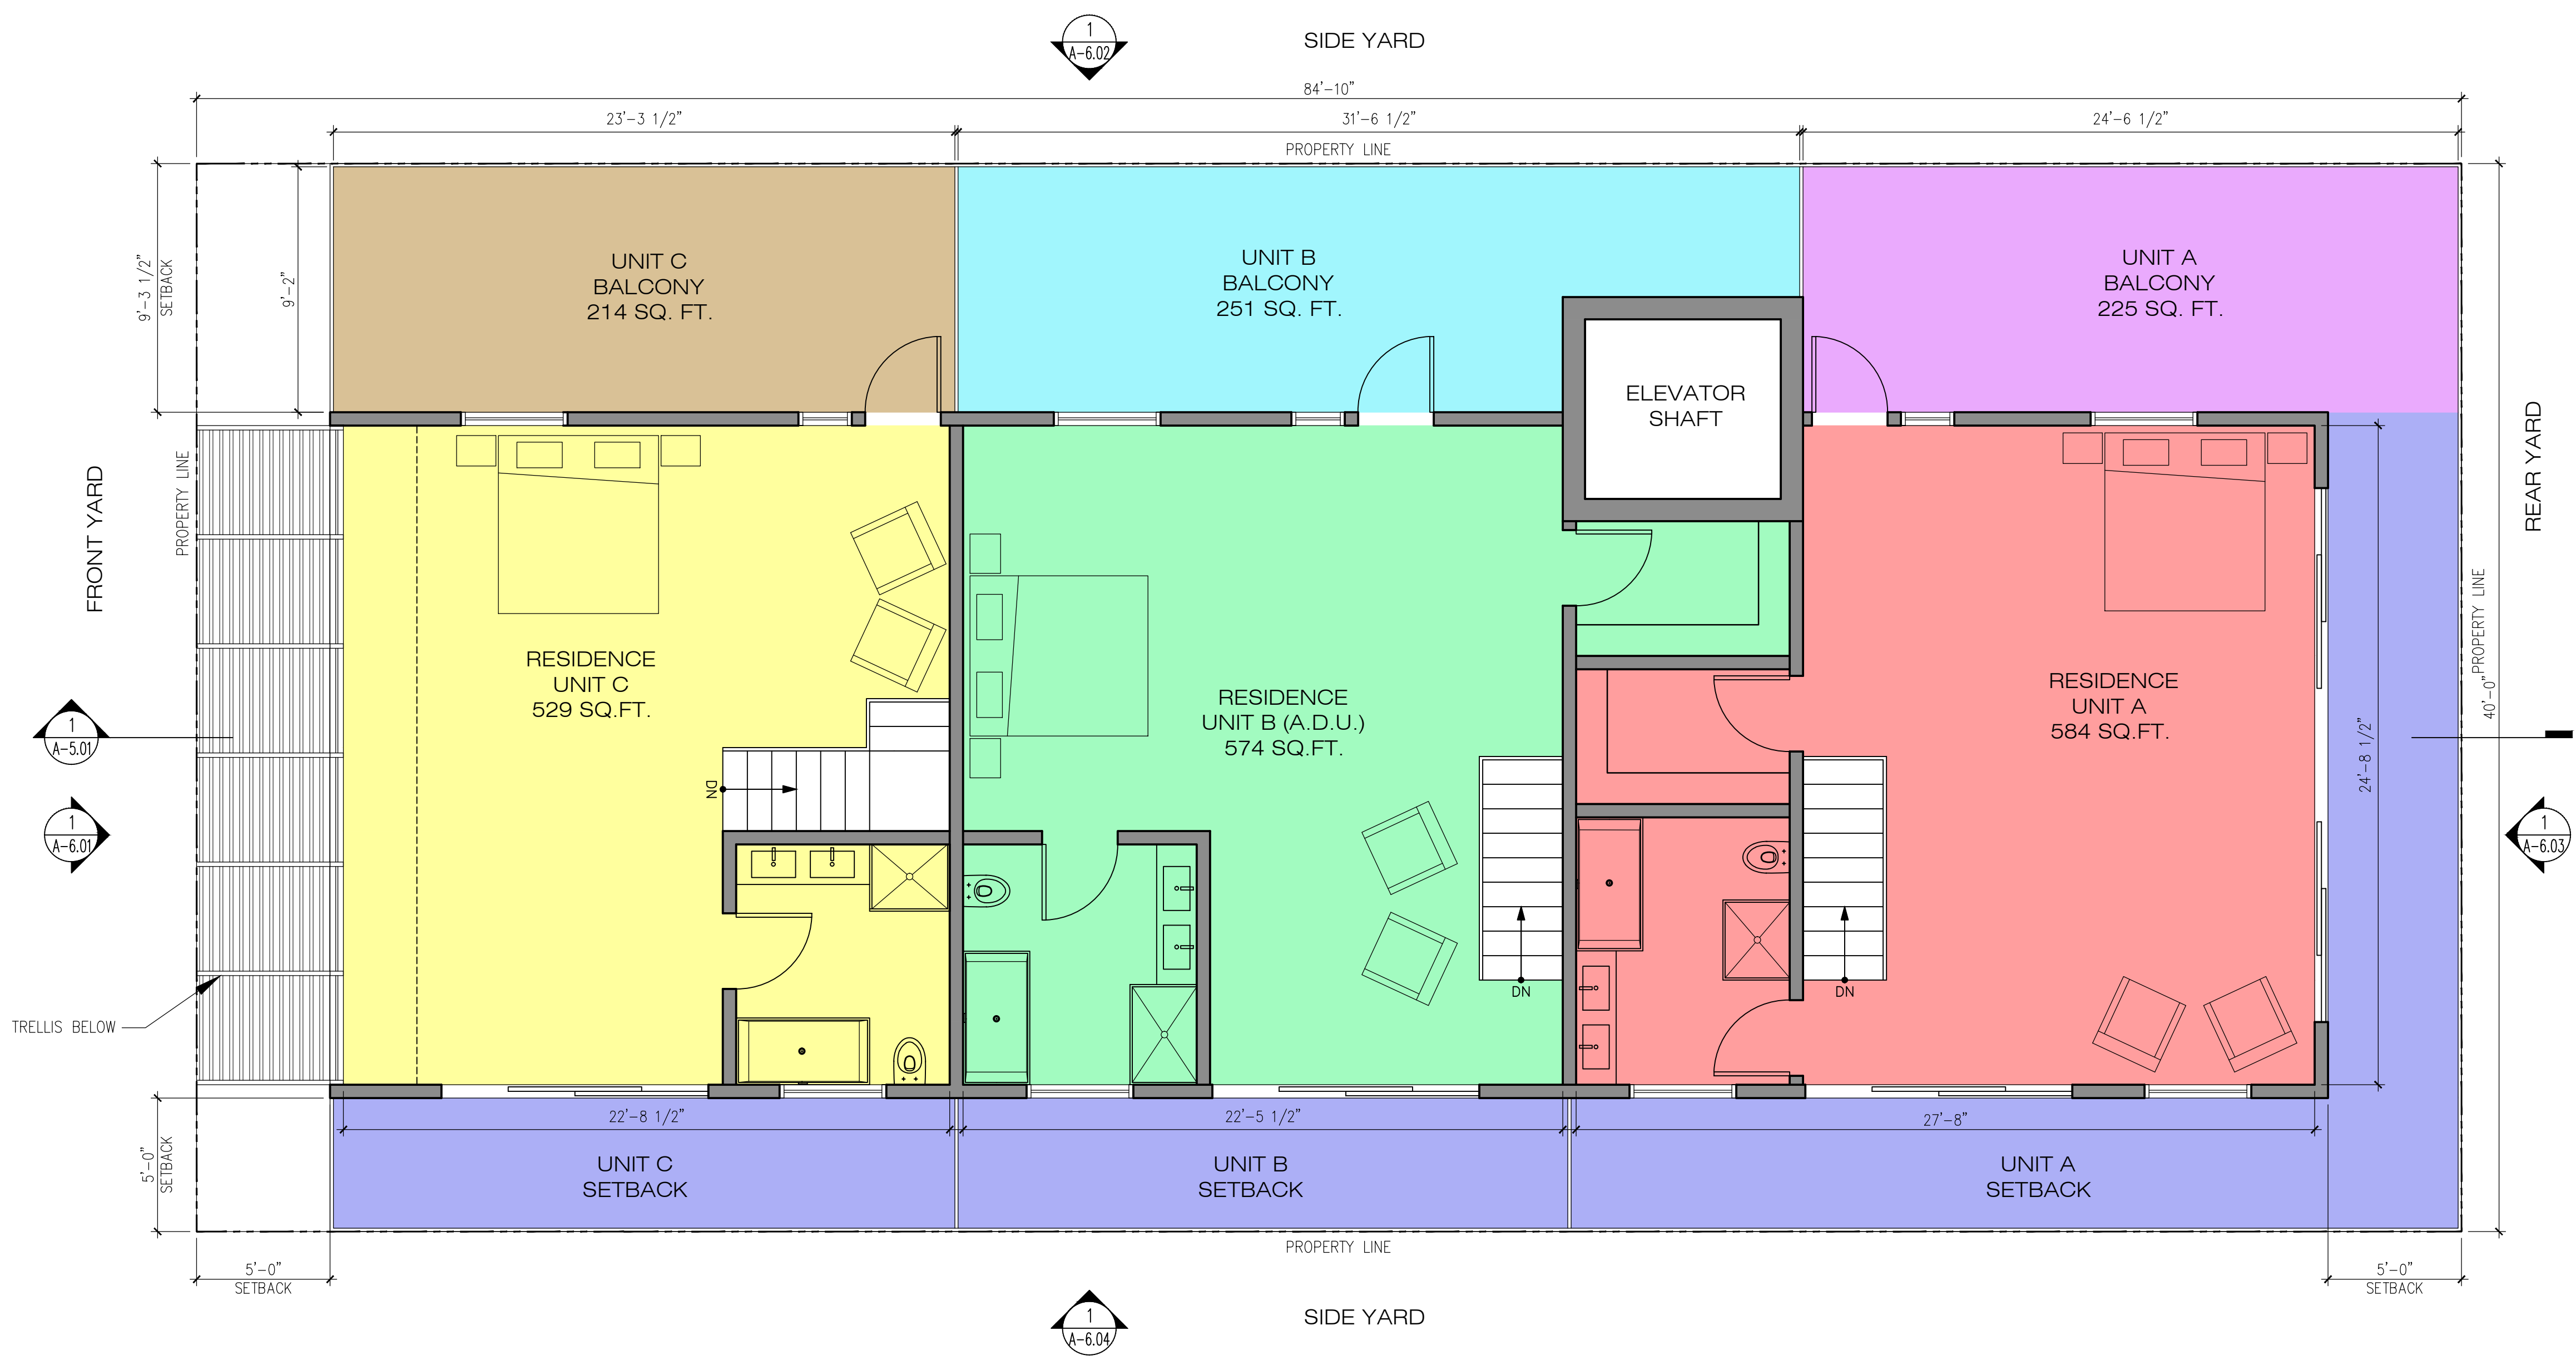 1
A-6.02
SIDE YARD
84'-10"
23'-3 1/2"
31'-6 1/2"
24'-6 1/2"
PROPERTY LINE
9'-3 1/2"
SETBACK
9'-2"
UNIT C
BALCONY
214 SQ. FT.
UNIT B
BALCONY
251 SQ. FT.
UNIT A
BALCONY
225 SQ. FT.
ELEVATOR
SHAFT
FRONT YARD
PROPERTY LINE
REAR YARD
PROPERTY LINE
40'-0"
24'-8 1/2"
RESIDENCE
UNIT C
529 SQ.FT.
RESIDENCE
UNIT B (A.D.U.)
574 SQ.FT.
RESIDENCE
UNIT A
584 SQ.FT.
1
A-5.01
1
A-6.01
1
A-6.03
DN
DN
DN
TRELLIS BELOW
22'-8 1/2"
22'-5 1/2"
27'-8"
5'-0"
SETBACK
UNIT C
SETBACK
UNIT B
SETBACK
UNIT A
SETBACK
PROPERTY LINE
5'-0"
SETBACK
5'-0"
SETBACK
1
A-6.04
SIDE YARD